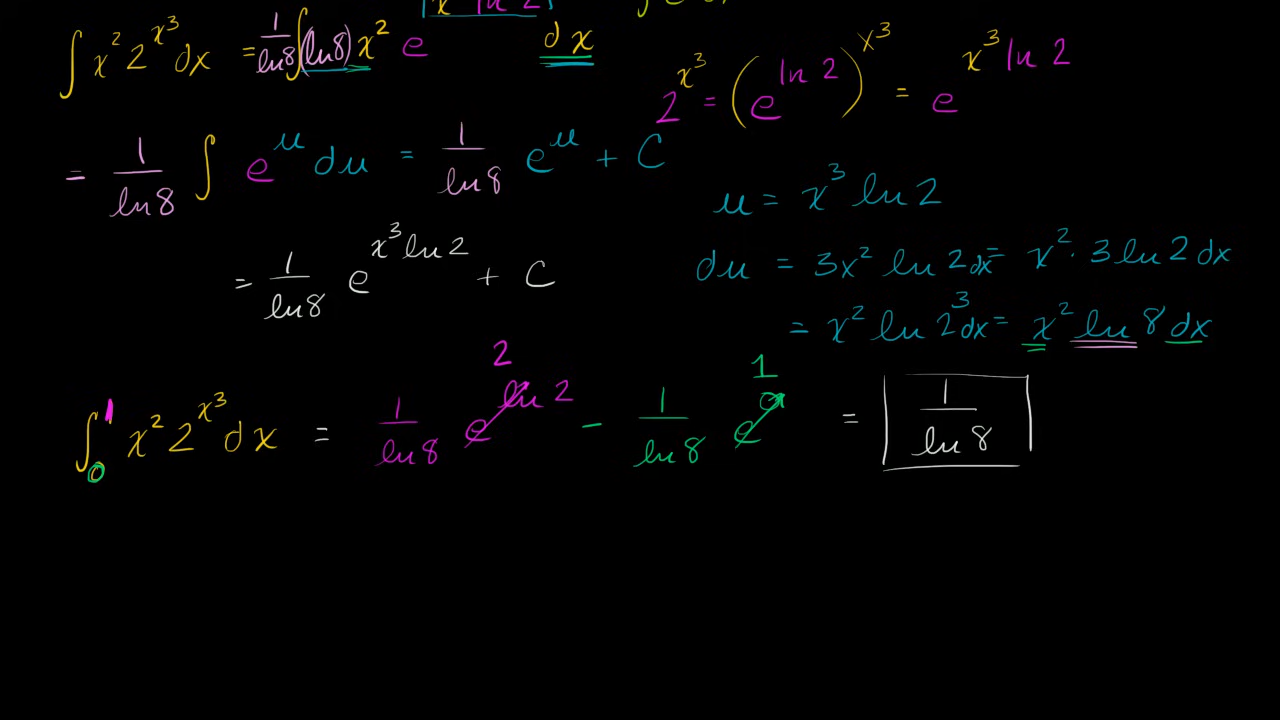 ∫ x² 2^(x³) dx = 1/ln8 ∫ (ln8) x² e dx
2^(x³) = (e^(ln 2))^(x³) = e^(x³ ln 2)
= 1/ln8 ∫ e^u du = 1/ln8 e^u + C
u = x³ ln 2
du = 3x² ln 2 dx = x² · 3 ln 2 dx
= 1/ln8 e^(x³ ln 2) + C
= x² ln 2³ dx = x² ln 8 dx
∫₀¹ x² 2^(x³) dx = 1/ln8 e^(ln 2) 2 − 1/ln8 e^0 1 = 1/ln8